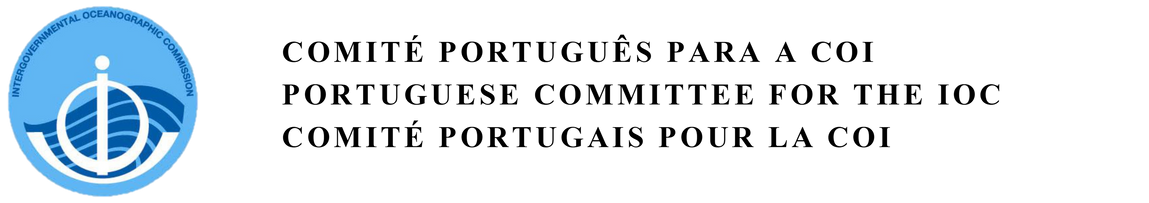 INTERGOVERNMENTAL OCEANOGRAPHIC COMMISSION
COMITÉ PORTUGUÊS PARA A COI
PORTUGUESE COMMITTEE FOR THE IOC
COMITÉ PORTUGAIS POUR LA COI